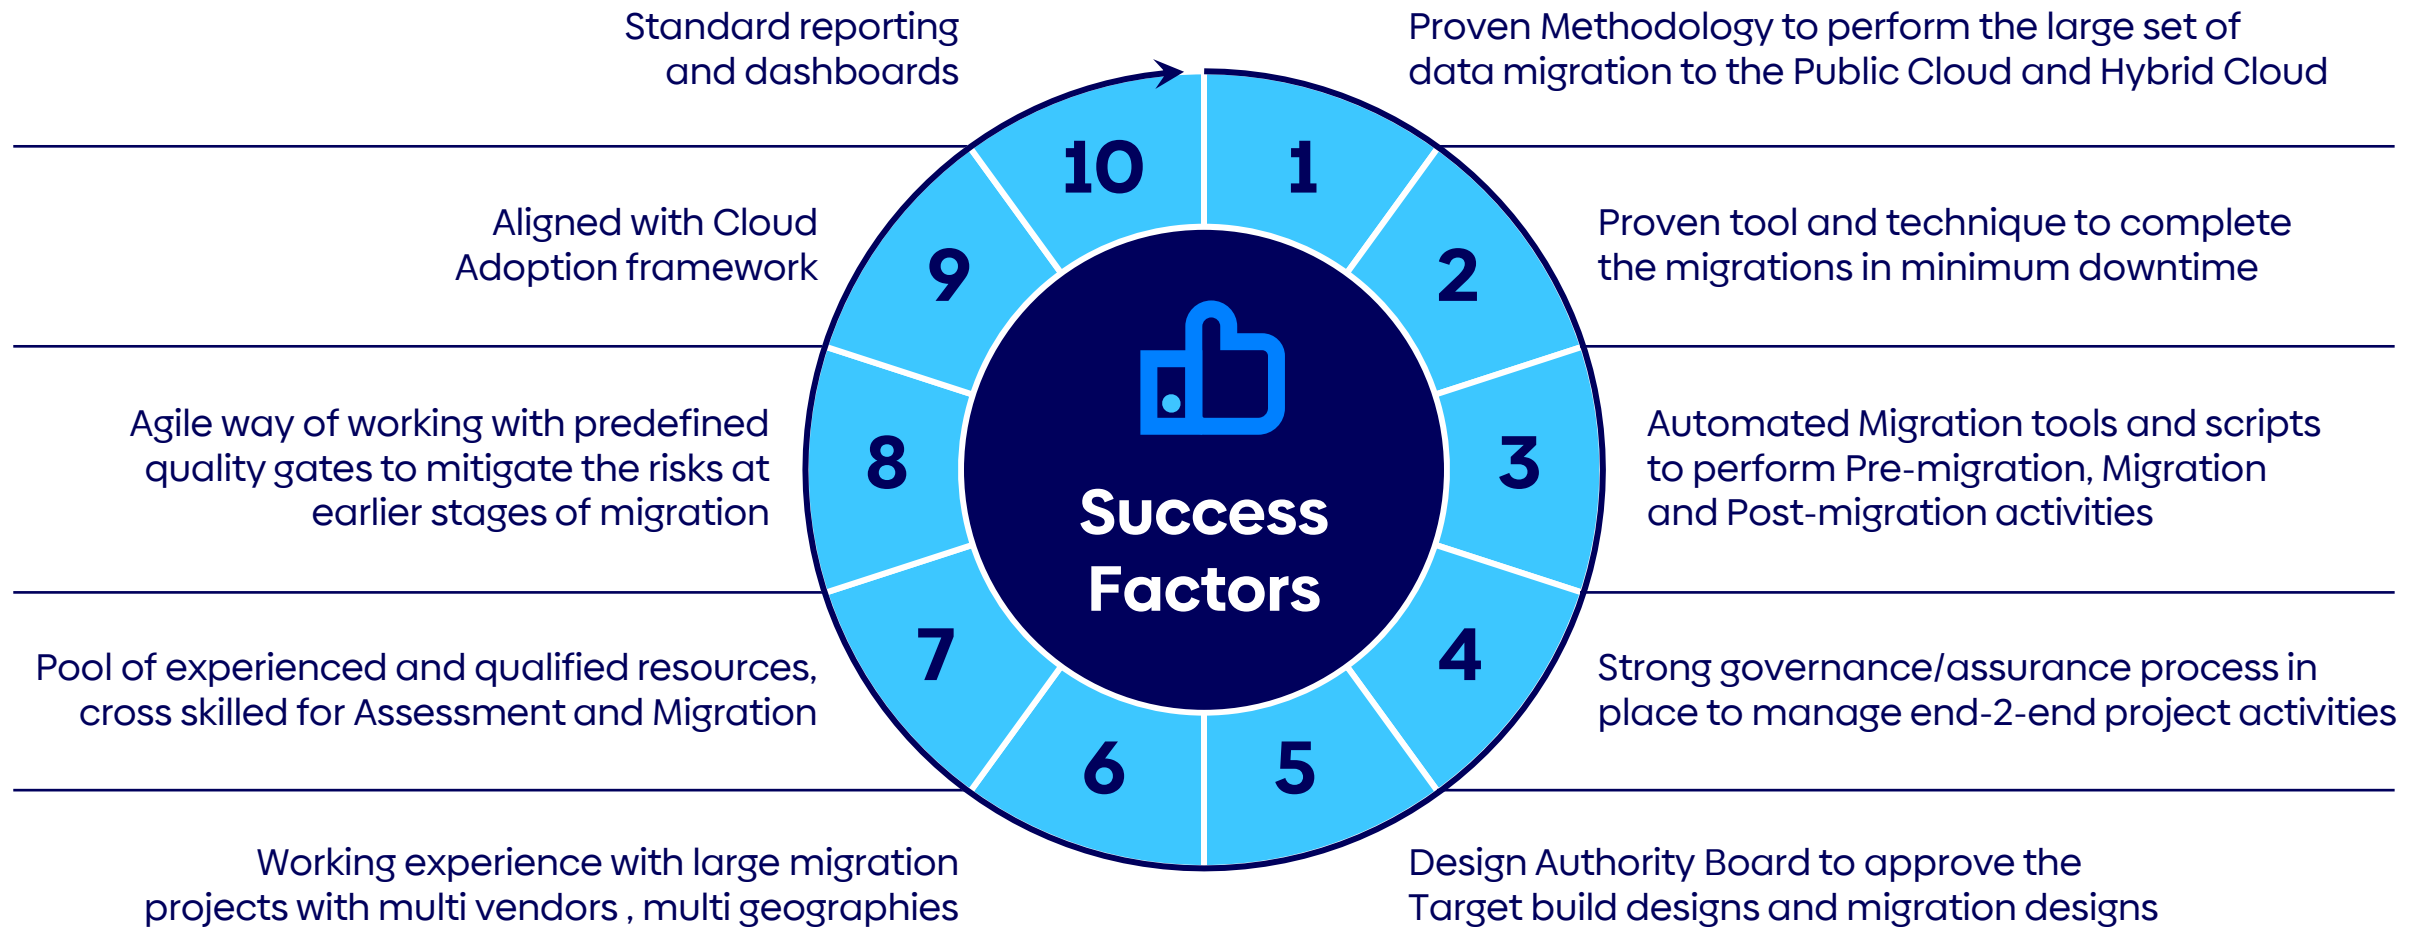 Standard reporting
and dashboards
Proven Methodology to perform the large set of
data migration to the Public Cloud and Hybrid Cloud
10
1
Aligned with Cloud
Adoption framework
9
2
Proven tool and technique to complete
the migrations in minimum downtime
Agile way of working with predefined
quality gates to mitigate the risks at
earlier stages of migration
8
3
Automated Migration tools and scripts
to perform Pre-migration, Migration
and Post-migration activities
Success
Factors
Pool of experienced and qualified resources,
cross skilled for Assessment and Migration
7
4
Strong governance/assurance process in
place to manage end-2-end project activities
6
5
Working experience with large migration
projects with multi vendors , multi geographies
Design Authority Board to approve the
Target build designs and migration designs